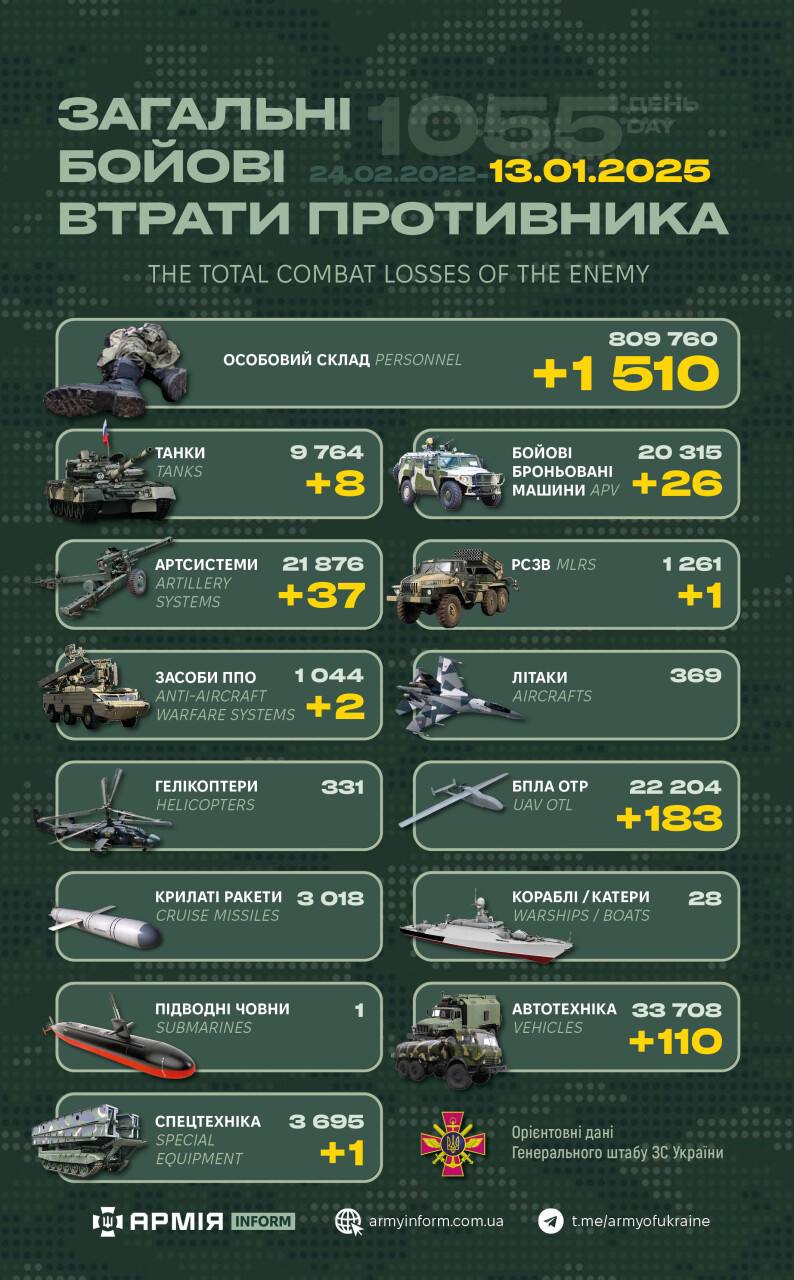 ЗАГАЛЬНІ 1055 ДЕНЬ
DAY
БОЙОВІ 24.02.2022-13.01.2025
ВТРАТИ ПРОТИВНИКА
THE TOTAL COMBAT LOSSES OF THE ENEMY
ОСОБОВИЙ СКЛАД PERSONNEL
809 760
+1 510
ТАНКИ
TANKS
9 764
+8
БОЙОВІ
БРОНЬОВАНІ
МАШИНИ APV
20 315
+26
АРТСИСТЕМИ
ARTILLERY
SYSTEMS
21 876
+37
РСЗВ MLRS
1 261
+1
ЗАСОБИ ППО
ANTI-AIRCRAFT
WARFARE SYSTEMS
1 044
+2
ЛІТАКИ
AIRCRAFTS
369
ГЕЛІКОПТЕРИ
HELICOPTERS
331
БПЛА ОТР
UAV OTL
22 204
+183
КРИЛАТІ РАКЕТИ
CRUISE MISSILES
3 018
КОРАБЛІ /КАТЕРИ
WARSHIPS / BOATS
28
ПІДВОДНІ ЧОВНИ
SUBMARINES
1
АВТОТЕХНІКА
VEHICLES
33 708
+110
СПЕЦТЕХНІКА
SPECIAL
EQUIPMENT
3 695
+1
Орієнтовні дані
Генерального штабу ЗС України
АРМІЯ INFORM
armyinform.com.ua
t.me/armyofukraine